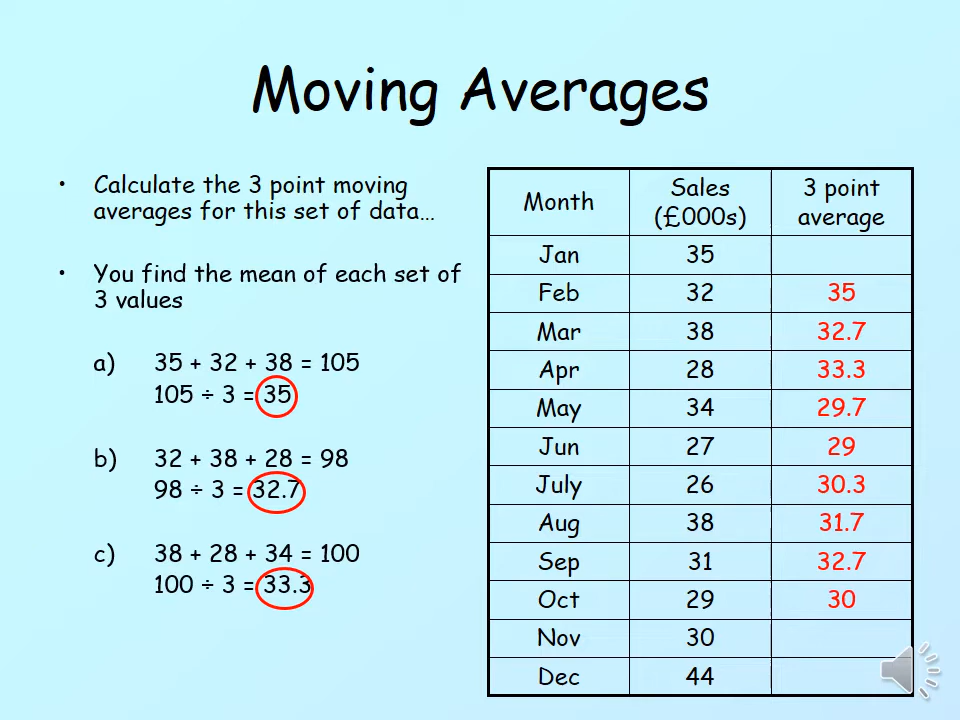 Moving Averages
• Calculate the 3 point moving
averages for this set of data…
• You find the mean of each set of
3 values
a) 35 + 32 + 38 = 105
105 ÷ 3 = 35
b) 32 + 38 + 28 = 98
98 ÷ 3 = 32.7
c) 38 + 28 + 34 = 100
100 ÷ 3 = 33.3
Month Sales (£000s) 3 point average
Jan 35
Feb 32 35
Mar 38 32.7
Apr 28 33.3
May 34 29.7
Jun 27 29
July 26 30.3
Aug 38 31.7
Sep 31 32.7
Oct 29 30
Nov 30
Dec 44